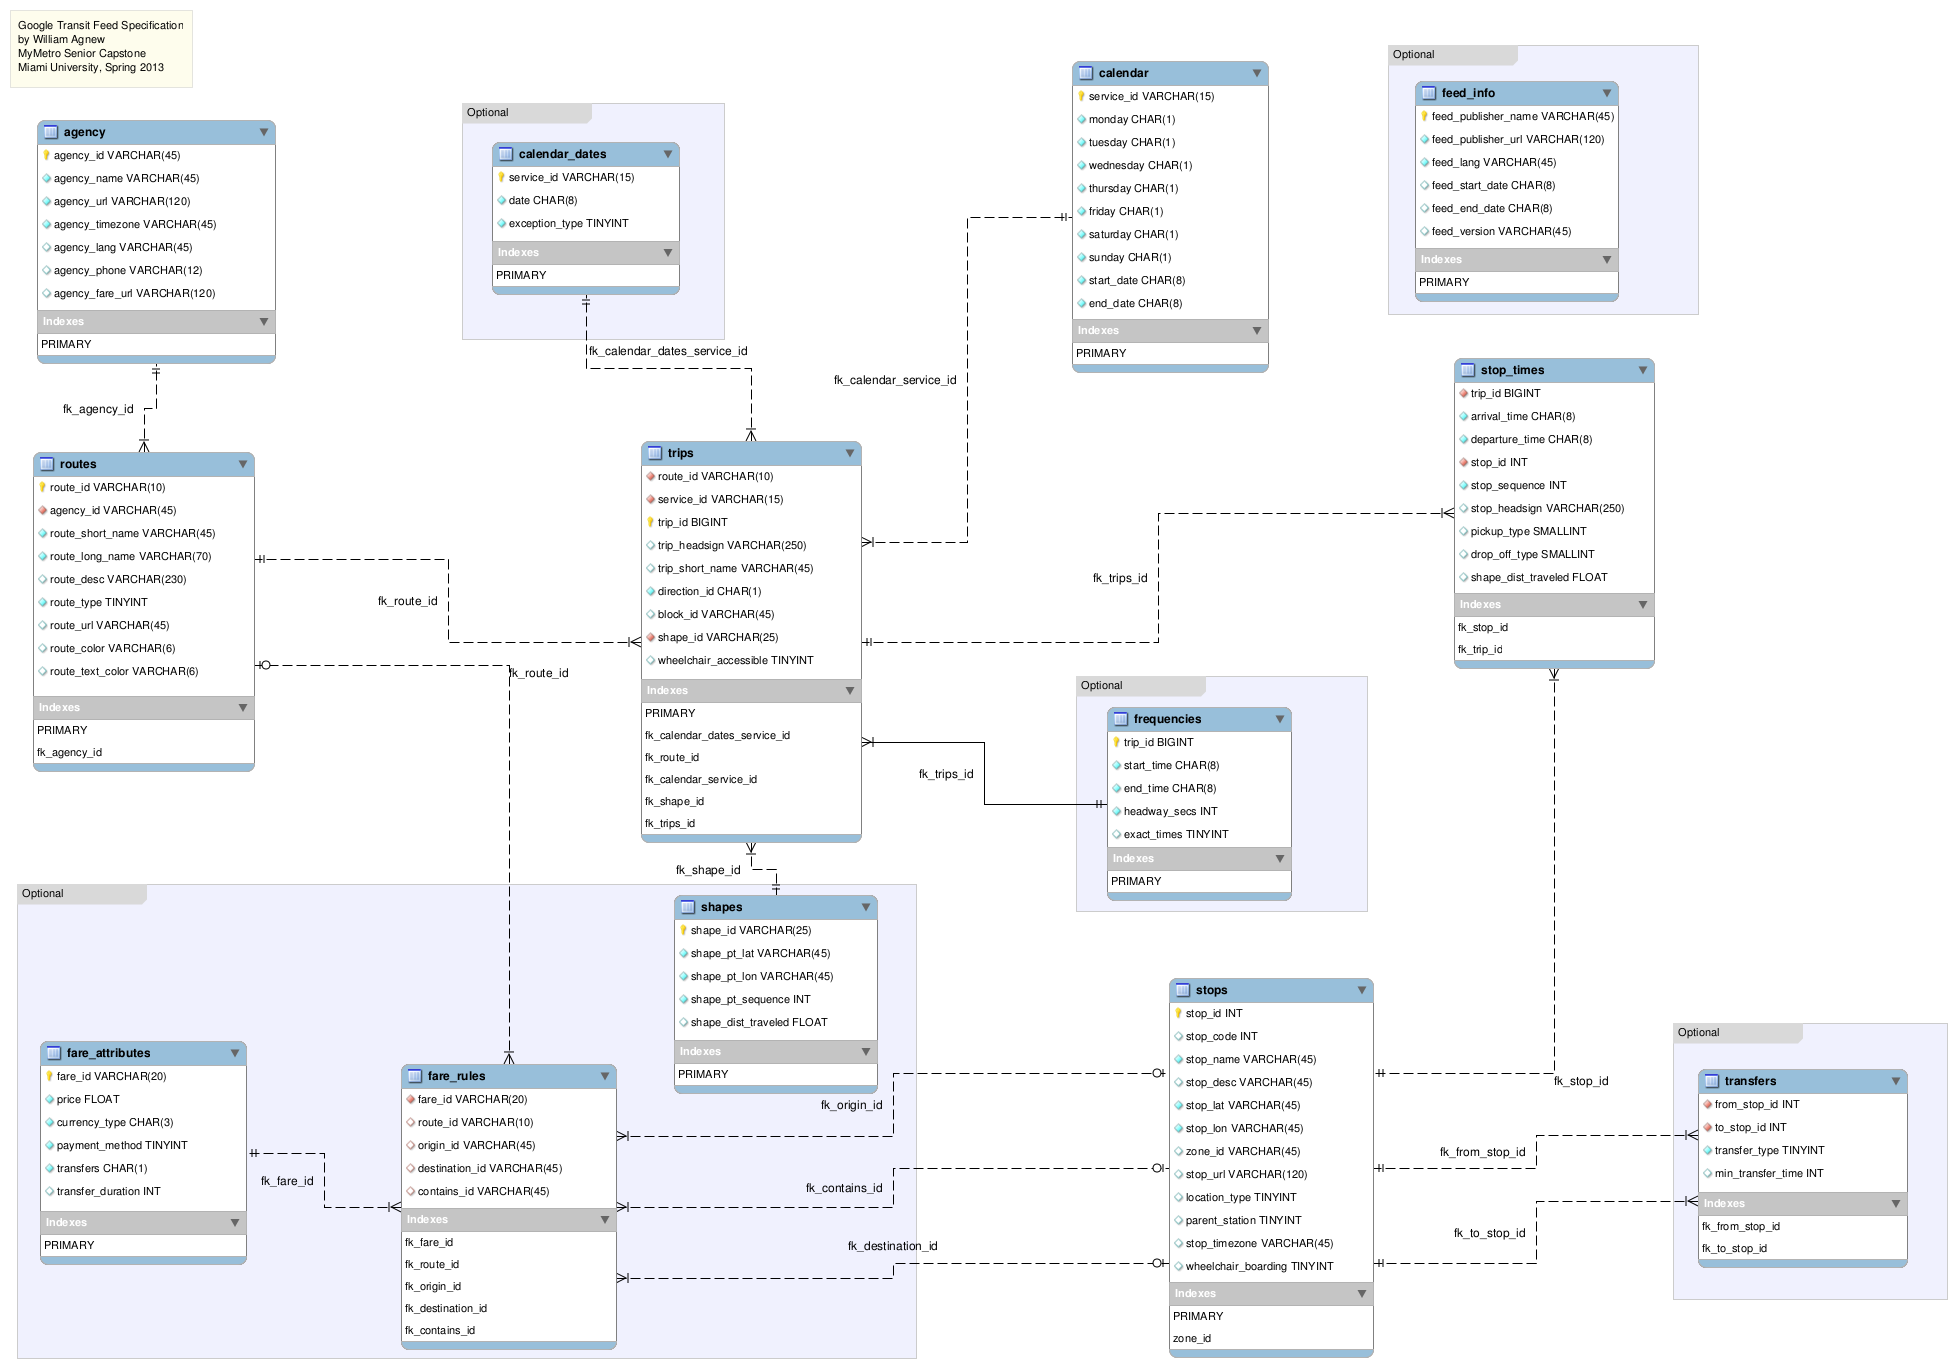 Google Transit Feed Specification
by William Agnew
MyMetro Senior Capstone
Miami University, Spring 2013
agency
agency_id VARCHAR(45)
agency_name VARCHAR(45)
agency_url VARCHAR(120)
agency_timezone VARCHAR(45)
agency_lang VARCHAR(45)
agency_phone VARCHAR(12)
agency_fare_url VARCHAR(120)
Indexes
PRIMARY
fk_agency_id
Optional
calendar_dates
service_id VARCHAR(15)
date CHAR(8)
exception_type TINYINT
Indexes
PRIMARY
fk_calendar_dates_service_id
calendar
service_id VARCHAR(15)
monday CHAR(1)
tuesday CHAR(1)
wednesday CHAR(1)
thursday CHAR(1)
friday CHAR(1)
saturday CHAR(1)
sunday CHAR(1)
start_date CHAR(8)
end_date CHAR(8)
Indexes
PRIMARY
fk_calendar_service_id
Optional
feed_info
feed_publisher_name VARCHAR(45)
feed_publisher_url VARCHAR(120)
feed_lang VARCHAR(45)
feed_start_date CHAR(8)
feed_end_date CHAR(8)
feed_version VARCHAR(45)
Indexes
PRIMARY
routes
route_id VARCHAR(10)
agency_id VARCHAR(45)
route_short_name VARCHAR(45)
route_long_name VARCHAR(70)
route_desc VARCHAR(230)
route_type TINYINT
route_url VARCHAR(45)
route_color VARCHAR(6)
route_text_color VARCHAR(6)
Indexes
PRIMARY
fk_agency_id
fk_route_id
fk_route_id
trips
route_id VARCHAR(10)
service_id VARCHAR(15)
trip_id BIGINT
trip_headsign VARCHAR(250)
trip_short_name VARCHAR(45)
direction_id CHAR(1)
block_id VARCHAR(45)
shape_id VARCHAR(25)
wheelchair_accessible TINYINT
Indexes
PRIMARY
fk_calendar_dates_service_id
fk_route_id
fk_calendar_service_id
fk_shape_id
fk_trips_id
fk_trips_id
stop_times
trip_id BIGINT
arrival_time CHAR(8)
departure_time CHAR(8)
stop_id INT
stop_sequence INT
stop_headsign VARCHAR(250)
pickup_type SMALLINT
drop_off_type SMALLINT
shape_dist_traveled FLOAT
Indexes
fk_stop_id
fk_trip_id
fk_trips_id
Optional
frequencies
trip_id BIGINT
start_time CHAR(8)
end_time CHAR(8)
headway_secs INT
exact_times TINYINT
Indexes
PRIMARY
fk_shape_id
Optional
shapes
shape_id VARCHAR(25)
shape_pt_lat VARCHAR(45)
shape_pt_lon VARCHAR(45)
shape_pt_sequence INT
shape_dist_traveled FLOAT
Indexes
PRIMARY
fare_attributes
fare_id VARCHAR(20)
price FLOAT
currency_type CHAR(3)
payment_method TINYINT
transfers CHAR(1)
transfer_duration INT
Indexes
PRIMARY
fk_fare_id
fare_rules
fare_id VARCHAR(20)
route_id VARCHAR(10)
origin_id VARCHAR(45)
destination_id VARCHAR(45)
contains_id VARCHAR(45)
Indexes
fk_fare_id
fk_route_id
fk_origin_id
fk_destination_id
fk_contains_id
fk_origin_id
fk_contains_id
fk_destination_id
stops
stop_id INT
stop_code INT
stop_name VARCHAR(45)
stop_desc VARCHAR(45)
stop_lat VARCHAR(45)
stop_lon VARCHAR(45)
zone_id VARCHAR(45)
stop_url VARCHAR(120)
location_type TINYINT
parent_station TINYINT
stop_timezone VARCHAR(45)
wheelchair_boarding TINYINT
Indexes
PRIMARY
zone_id
fk_stop_id
fk_from_stop_id
fk_to_stop_id
Optional
transfers
from_stop_id INT
to_stop_id INT
transfer_type TINYINT
min_transfer_time INT
Indexes
fk_from_stop_id
fk_to_stop_id